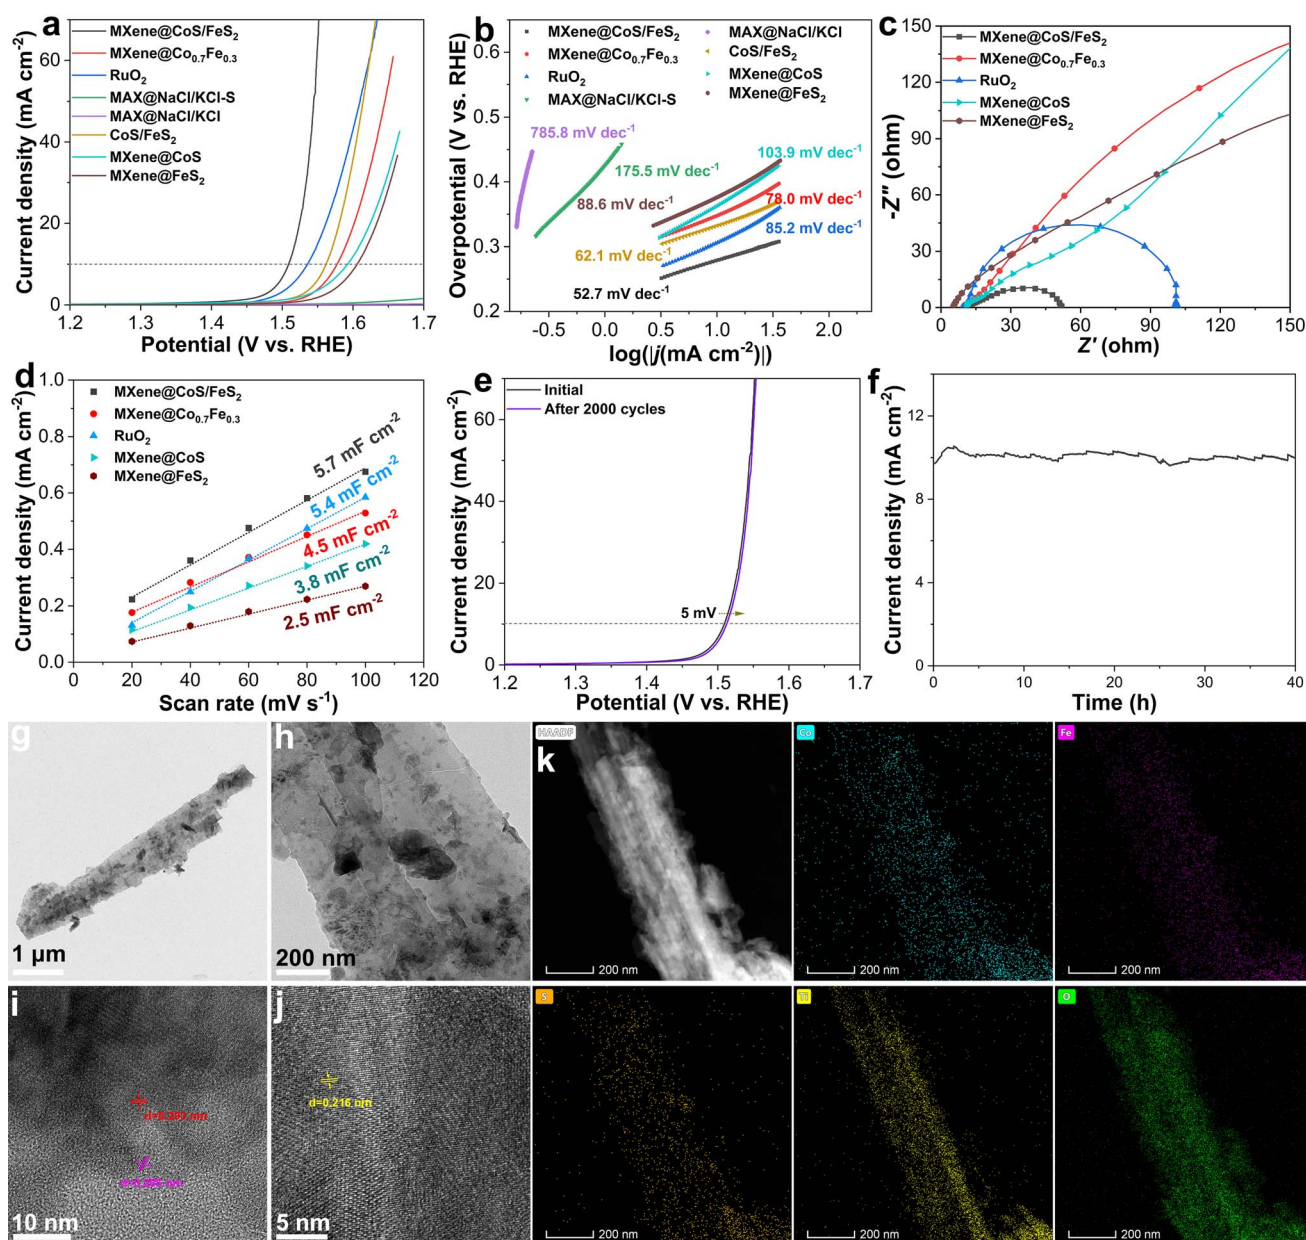 a
MXene@CoS/FeS2
MXene@Co0.7Fe0.3
RuO2
MAX@NaCl/KCl-S
MAX@NaCl/KCl
CoS/FeS2
MXene@CoS
MXene@FeS2
Current density (mA cm-2)
60
40
20
0
1.2 1.3 1.4 1.5 1.6 1.7
Potential (V vs. RHE)
b
MXene@CoS/FeS2
MXene@Co0.7Fe0.3
RuO2
MAX@NaCl/KCl-S
MAX@NaCl/KCl
CoS/FeS2
MXene@CoS
MXene@FeS2
785.8 mV dec-1
175.5 mV dec-1
103.9 mV dec-1
88.6 mV dec-1
78.0 mV dec-1
85.2 mV dec-1
62.1 mV dec-1
52.7 mV dec-1
Overpotential (V vs. RHE)
0.6
0.5
0.4
0.3
0.2
-0.5 0.0 0.5 1.0 1.5 2.0
log(|j(mA cm-2)|)
c
MXene@CoS/FeS2
MXene@Co0.7Fe0.3
RuO2
MXene@CoS
MXene@FeS2
-Z″ (ohm)
150
120
90
60
30
0
0 30 60 90 120 150
Z′ (ohm)
d
MXene@CoS/FeS2
MXene@Co0.7Fe0.3
RuO2
MXene@CoS
MXene@FeS2
5.7 mF cm-2
5.4 mF cm-2
4.5 mF cm-2
3.8 mF cm-2
2.5 mF cm-2
Current density (mA cm-2)
1.0
0.8
0.6
0.4
0.2
0.0
0 20 40 60 80 100 120
Scan rate (mV s-1)
e
Initial
After 2000 cycles
5 mV
Current density (mA cm-2)
60
40
20
0
1.2 1.3 1.4 1.5 1.6 1.7
Potential (V vs. RHE)
f
Current density (mA cm-2)
12
8
4
0
0 10 20 30 40
Time (h)
g
1 μm
h
200 nm
HAADF
k
200 nm
Co
200 nm
Fe
200 nm
i
10 nm
j
d=0.216 nm
5 nm
S
200 nm
Ti
200 nm
O
200 nm